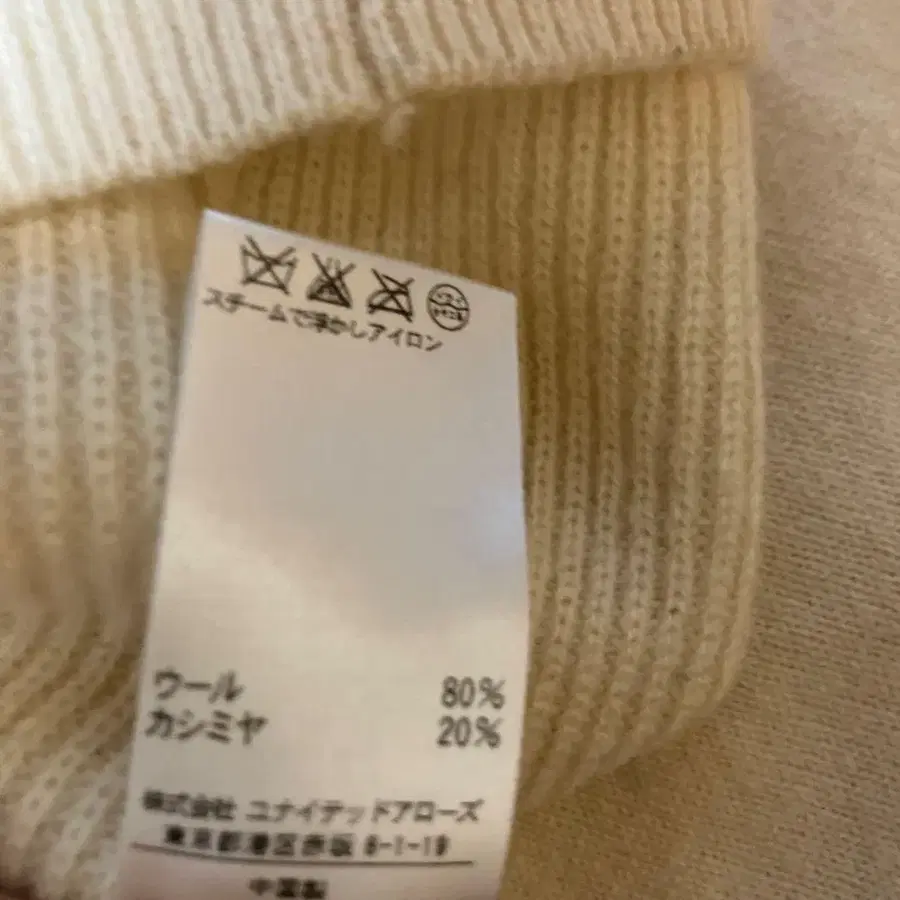 スチームで浮かしアイロン
ウール 80%
カシミヤ 20%
株式会社 ユナイテッドアローズ
東京都港区赤坂 8-1-19
中国製